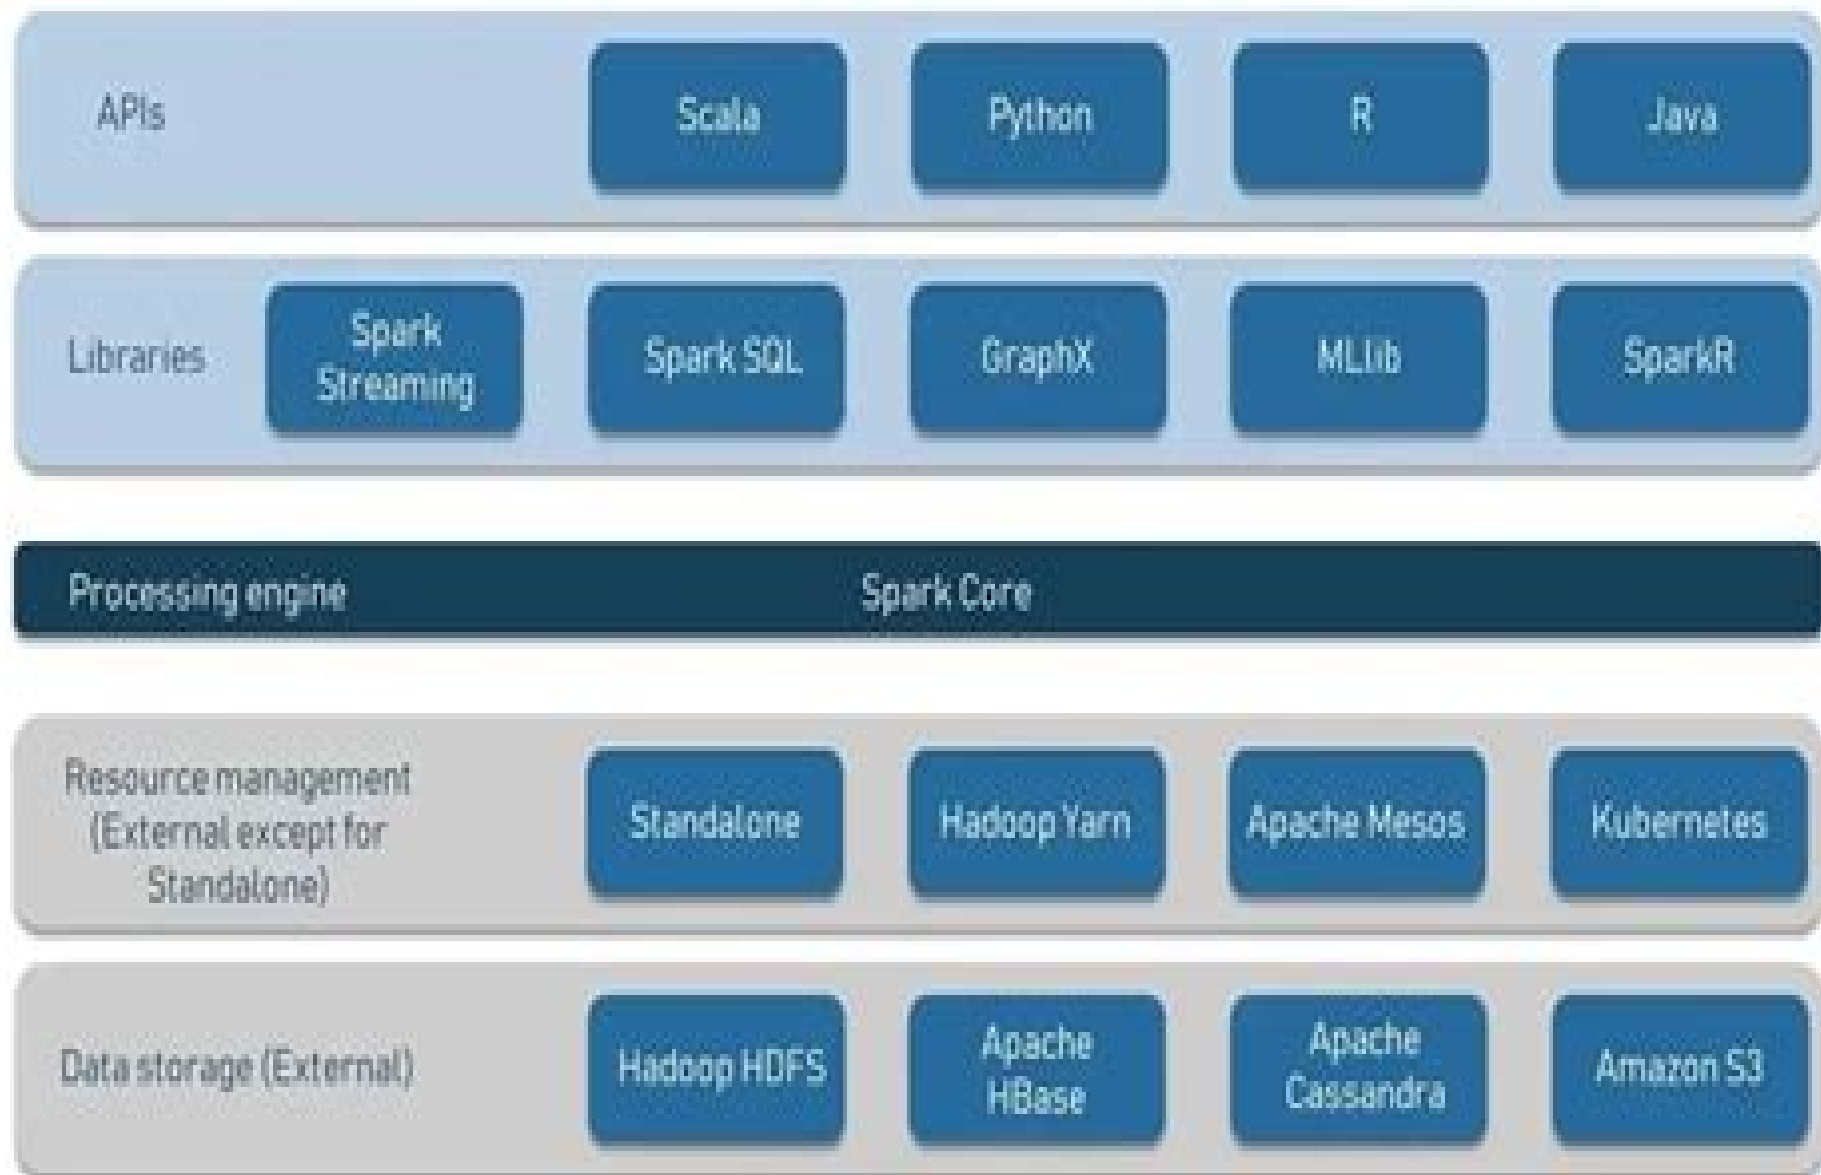 APIs
Scala
Python
R
Java
Libraries
Spark
Streaming
Spark SQL
GraphX
MLlib
SparkR
Processing engine
Spark Core
Resource management
(External except for
Standalone)
Standalone
Hadoop Yarn
Apache Mesos
Kubernetes
Data storage (External)
Hadoop HDFS
Apache
HBase
Apache
Cassandra
Amazon S3